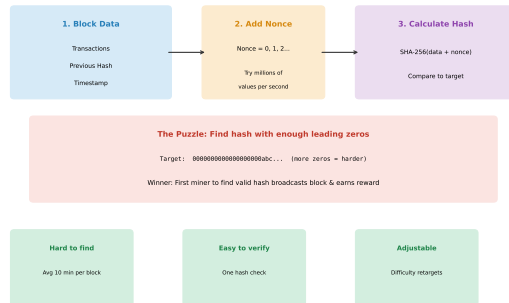 1. Block Data
Transactions
Previous Hash
Timestamp
2. Add Nonce
Nonce = 0, 1, 2...
Try millions of
values per second
3. Calculate Hash
SHA-256(data + nonce)
Compare to target
The Puzzle: Find hash with enough leading zeros
Target:  0000000000000000000abc...  (more zeros = harder)
Winner: First miner to find valid hash broadcasts block & earns reward
Hard to find
Avg 10 min per block
Easy to verify
One hash check
Adjustable
Difficulty retargets